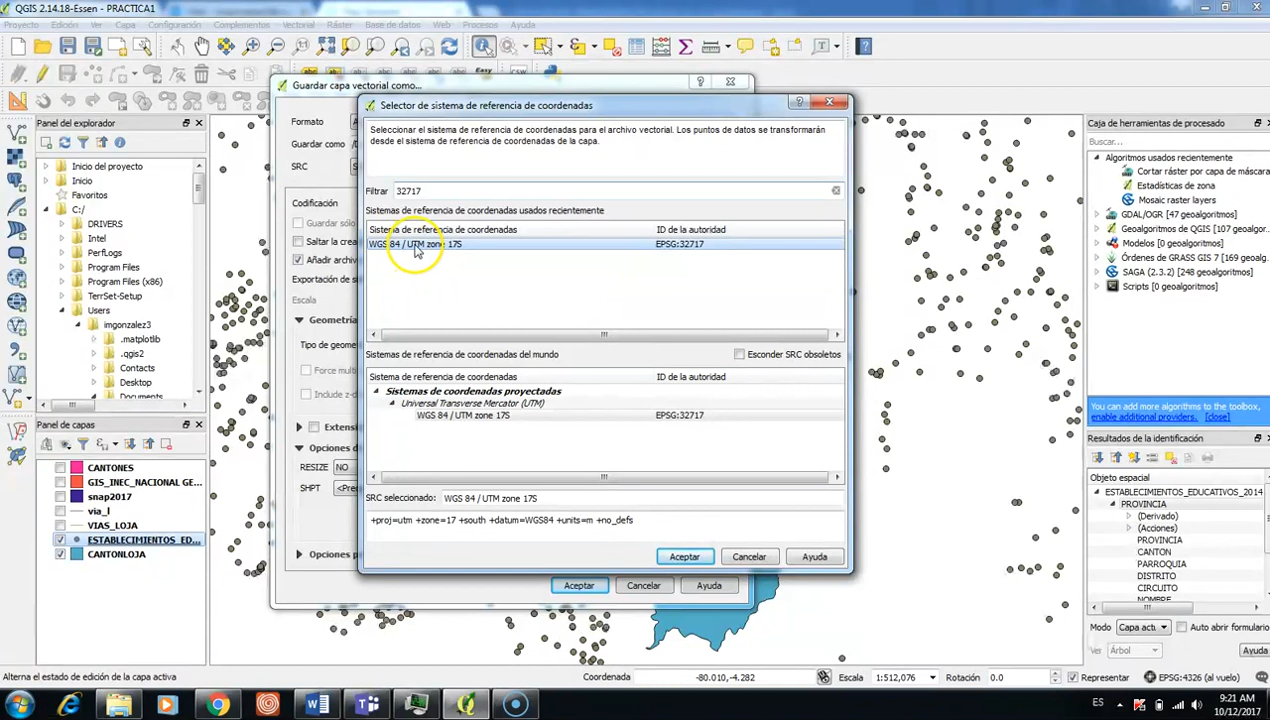 QGIS 2.14.18-Essen - PRACTICA1
Proyecto Edición Ver Capa Configuración Complementos Vectorial Ráster Base de datos Web Procesos Ayuda
Guardar capa vectorial como...
Selector de sistema de referencia de coordenadas
Panel del explorador
Caja de herramientas de procesado
Formato
Guardar como
SRC
Seleccionar el sistema de referencia de coordenadas para el archivo vectorial. Los puntos de datos se transformarán
desde el sistema de referencia de coordenadas de la capa.
Buscar...
Inicio del proyecto
Inicio
Favoritos
C:/
DRIVERS
Intel
PerfLogs
Program Files
Program Files (x86)
TerrSet-Setup
Users
imgonzalez3
.matplotlib
.qgis2
Contacts
Desktop
Documents
Filtrar 32717
Sistemas de referencia de coordenadas usados recientemente
Sistema de referencia de coordenadas ID de la autoridad
WGS 84 / UTM zone 17S EPSG:32717
Codificación
Guardar sólo
Saltar la crea
Añadir archiv
Exportación de si
Escala
Geometría
Tipo de geome
Force multi
Include z-c
Extensi
Opciones d
RESIZE NO
SHPT <Pre
Opciones p
Sistemas de referencia de coordenadas del mundo Esconder SRC obsoletos
Sistema de referencia de coordenadas ID de la autoridad
Sistemas de coordenadas proyectadas
Universal Transverse Mercator (UTM)
WGS 84 / UTM zone 17S EPSG:32717
SRC seleccionado: WGS 84 / UTM zone 17S
+proj=utm +zone=17 +south +datum=WGS84 +units=m +no_defs
Aceptar Cancelar Ayuda
Aceptar Cancelar Ayuda
Algoritmos usados recientemente
Cortar ráster por capa de máscara
Estadísticas de zona
Mosaic raster layers
GDAL/OGR [47 geoalgoritmos]
Geoalgoritmos de QGIS [119 g
Modelos [0 geoalgoritmos]
Órdenes de GRASS GIS 7 [169
SAGA (2.3.2) [248 geoalgoritmos]
Scripts [0 geoalgoritmos]
You can add more algorithms to the toolbox,
enable additional providers. [close]
Resultados de la identificación
Objeto espacial
ESTABLECIMIENTOS_EDUCATIVOS_2014
PROVINCIA
(Derivado)
(Acciones)
PROVINCIA
CANTON
PARROQUIA
DISTRITO
CIRCUITO
NOMBRE
Modo Capa acti Auto abrir formulario
Ver Árbol Ayuda
Panel de capas
CANTONES
GIS_INEC_NACIONAL GE...
snap2017
via_l
VIAS_LOJA
ESTABLECIMIENTOS_ED...
CANTONLOJA
Alterna el estado de edición de la capa activa
Coordenada -80.010,-4.282 Escala 1:512,076 Rotación 0.0 Representar EPSG:4326 (al vuelo)
ES 9:21 AM
10/12/2017